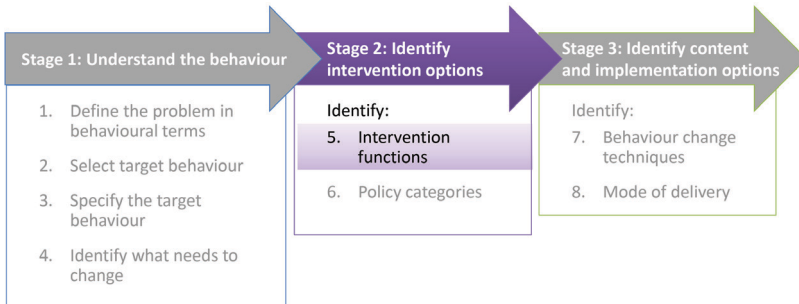 Stage 1: Understand the behaviour
1. Define the problem in
behavioural terms
2. Select target behaviour
3. Specify the target
behaviour
4. Identify what needs to
change
Stage 2: Identify
intervention options
Identify:
5. Intervention
functions
6. Policy categories
Stage 3: Identify content
and implementation options
Identify:
7. Behaviour change
techniques
8. Mode of delivery